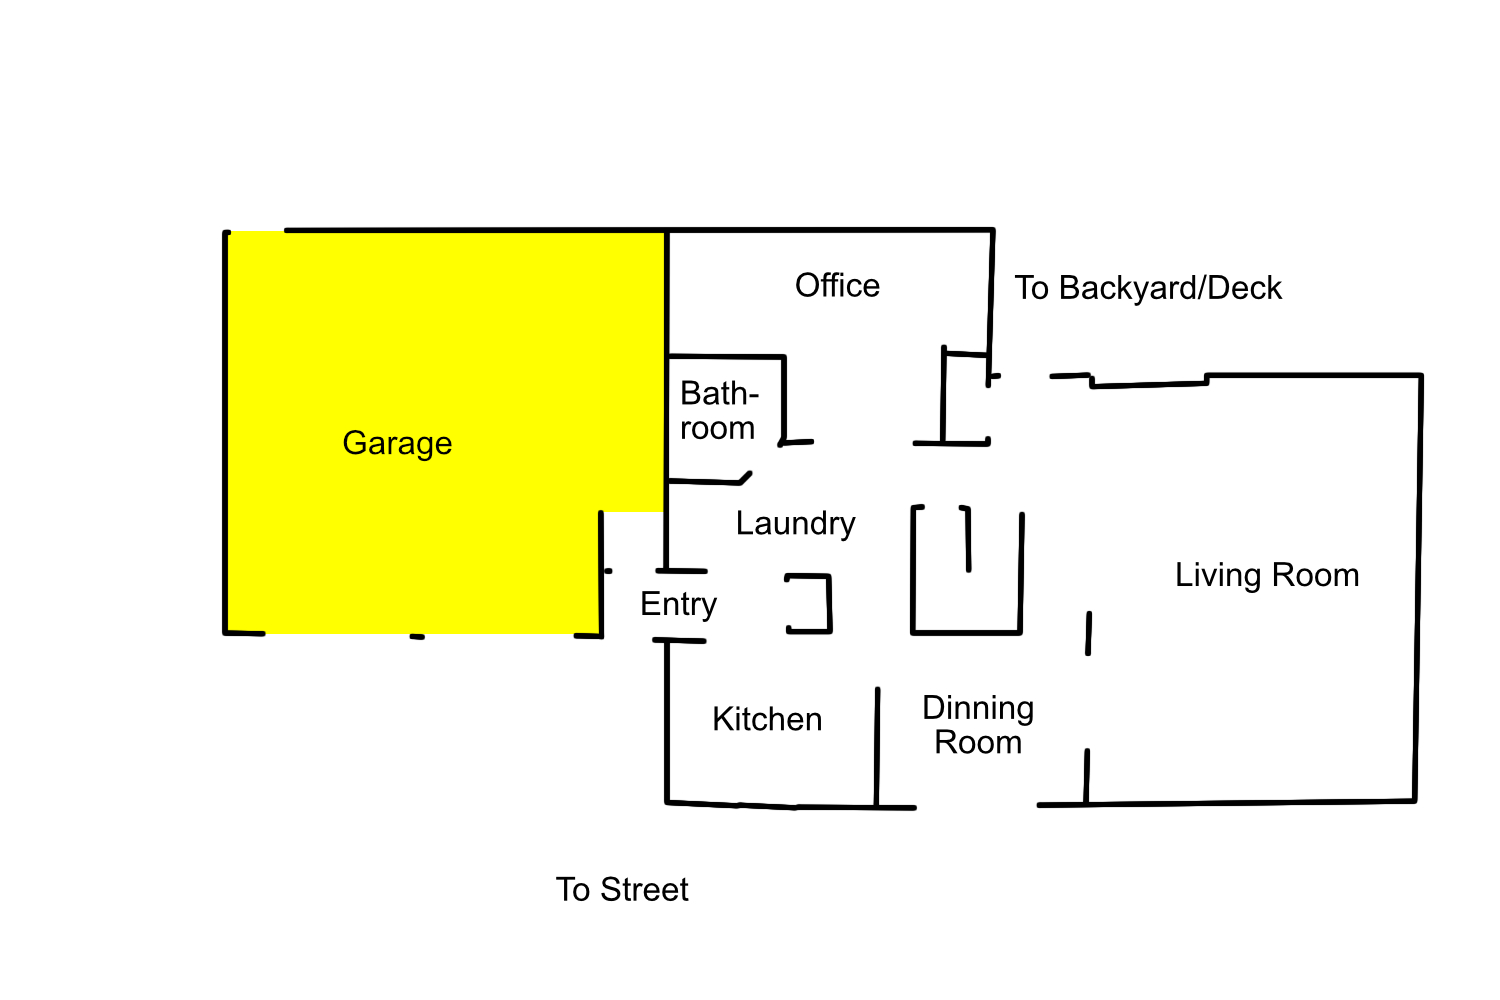 Office
To Backyard/Deck
Bath-
room
Garage
Laundry
Living Room
Entry
Kitchen
Dinning
Room
To Street